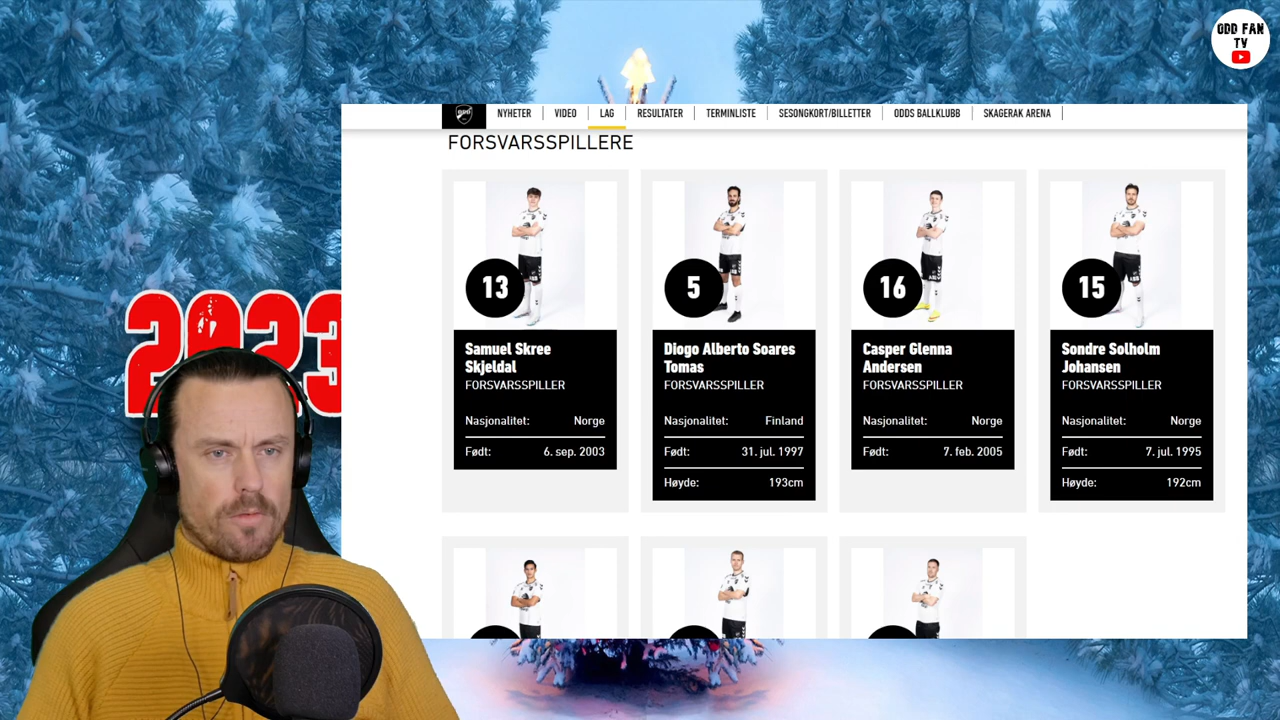 ODD FAN
TV
NYHETER VIDEO LAG RESULTATER TERMINLISTE SESONGKORT/BILLETTER ODDS BALLKLUBB SKAGERAK ARENA
FORSVARSSPILLERE
13
Samuel Skree
Skjeldal
FORSVARSSPILLER
Nasjonalitet: Norge
Født: 6. sep. 2003
5
Diogo Alberto Soares
Tomas
FORSVARSSPILLER
Nasjonalitet: Finland
Født: 31. jul. 1997
Høyde: 193cm
16
Casper Glenna
Andersen
FORSVARSSPILLER
Nasjonalitet: Norge
Født: 7. feb. 2005
15
Sondre Solholm
Johansen
FORSVARSSPILLER
Nasjonalitet: Norge
Født: 7. jul. 1995
Høyde: 192cm
2023